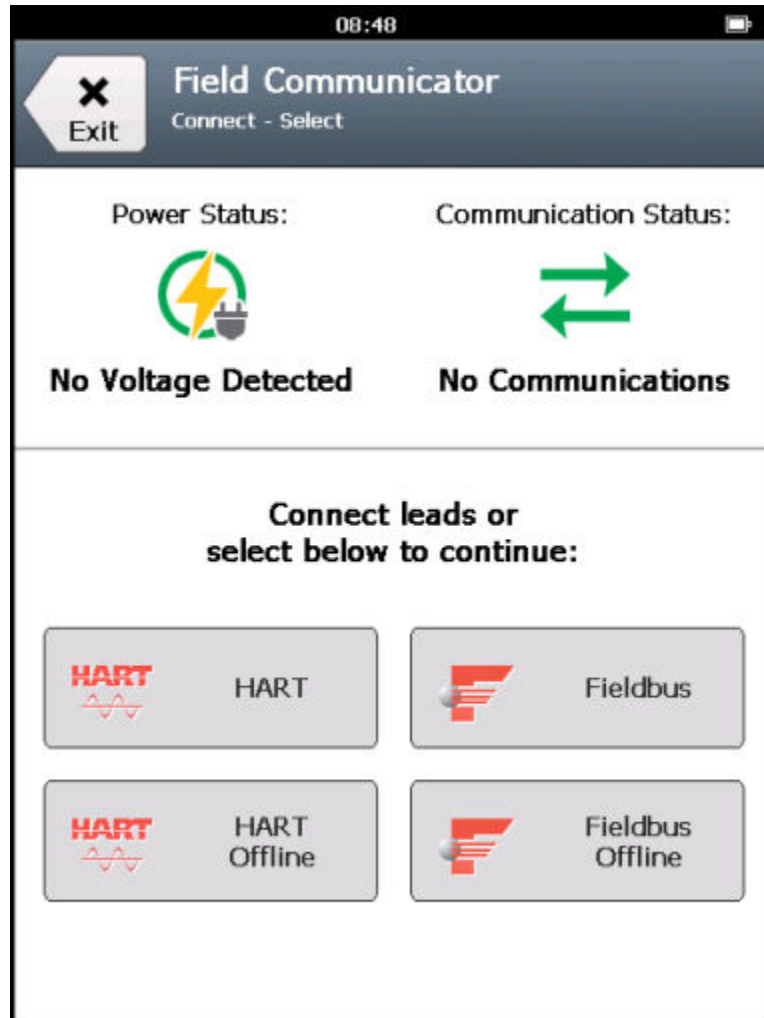 08:48
Exit
Field Communicator
Connect - Select
Power Status:
Communication Status:
No Voltage Detected
No Communications
Connect leads or
select below to continue:
HART
HART
Fieldbus
HART
HART
Offline
Fieldbus
Offline